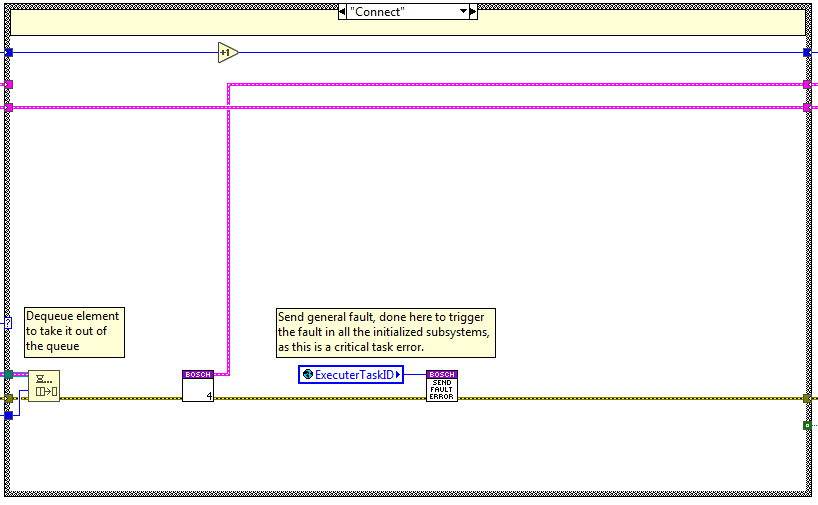 "Connect"
+1
Dequeue element
to take it out of
the queue
Send general fault, done here to trigger
the fault in all the initialized subsystems,
as this is a critical task error.
?
BOSCH
4
ExecuterTaskID
BOSCH
SEND
FAULT
ERROR